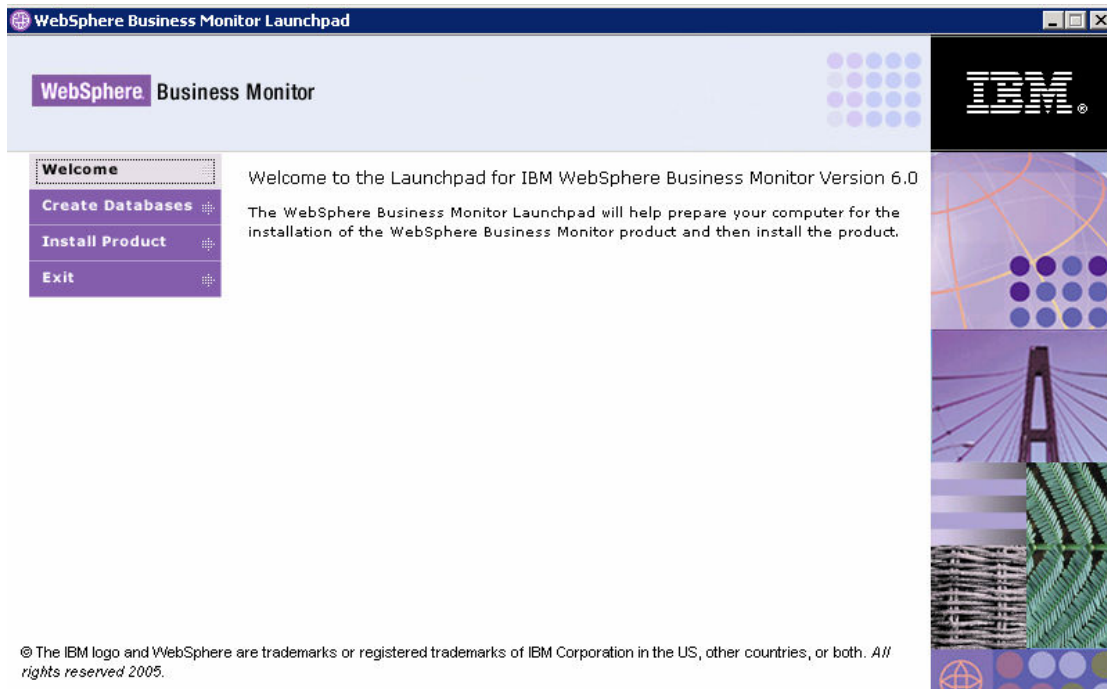 WebSphere Business Monitor Launchpad
WebSphere Business Monitor
IBM®
Welcome
Create Databases
Install Product
Exit
Welcome to the Launchpad for IBM WebSphere Business Monitor Version 6.0
The WebSphere Business Monitor Launchpad will help prepare your computer for the
installation of the WebSphere Business Monitor product and then install the product.
© The IBM logo and WebSphere are trademarks or registered trademarks of IBM Corporation in the US, other countries, or both. All
rights reserved 2005.